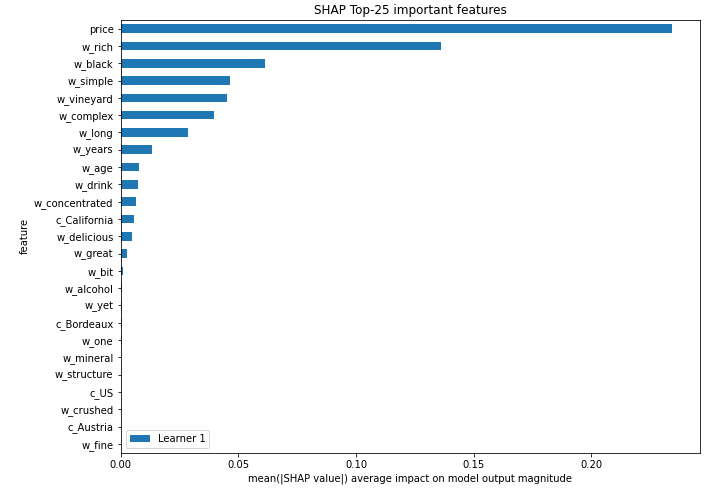 SHAP Top-25 important features
price
w_rich
w_black
w_simple
w_vineyard
w_complex
w_long
w_years
w_age
w_drink
w_concentrated
c_California
w_delicious
w_great
w_bit
w_alcohol
w_yet
c_Bordeaux
w_one
w_mineral
w_structure
c_US
w_crushed
c_Austria
w_fine
feature
Learner 1
0.00 0.05 0.10 0.15 0.20
mean(|SHAP value|) average impact on model output magnitude